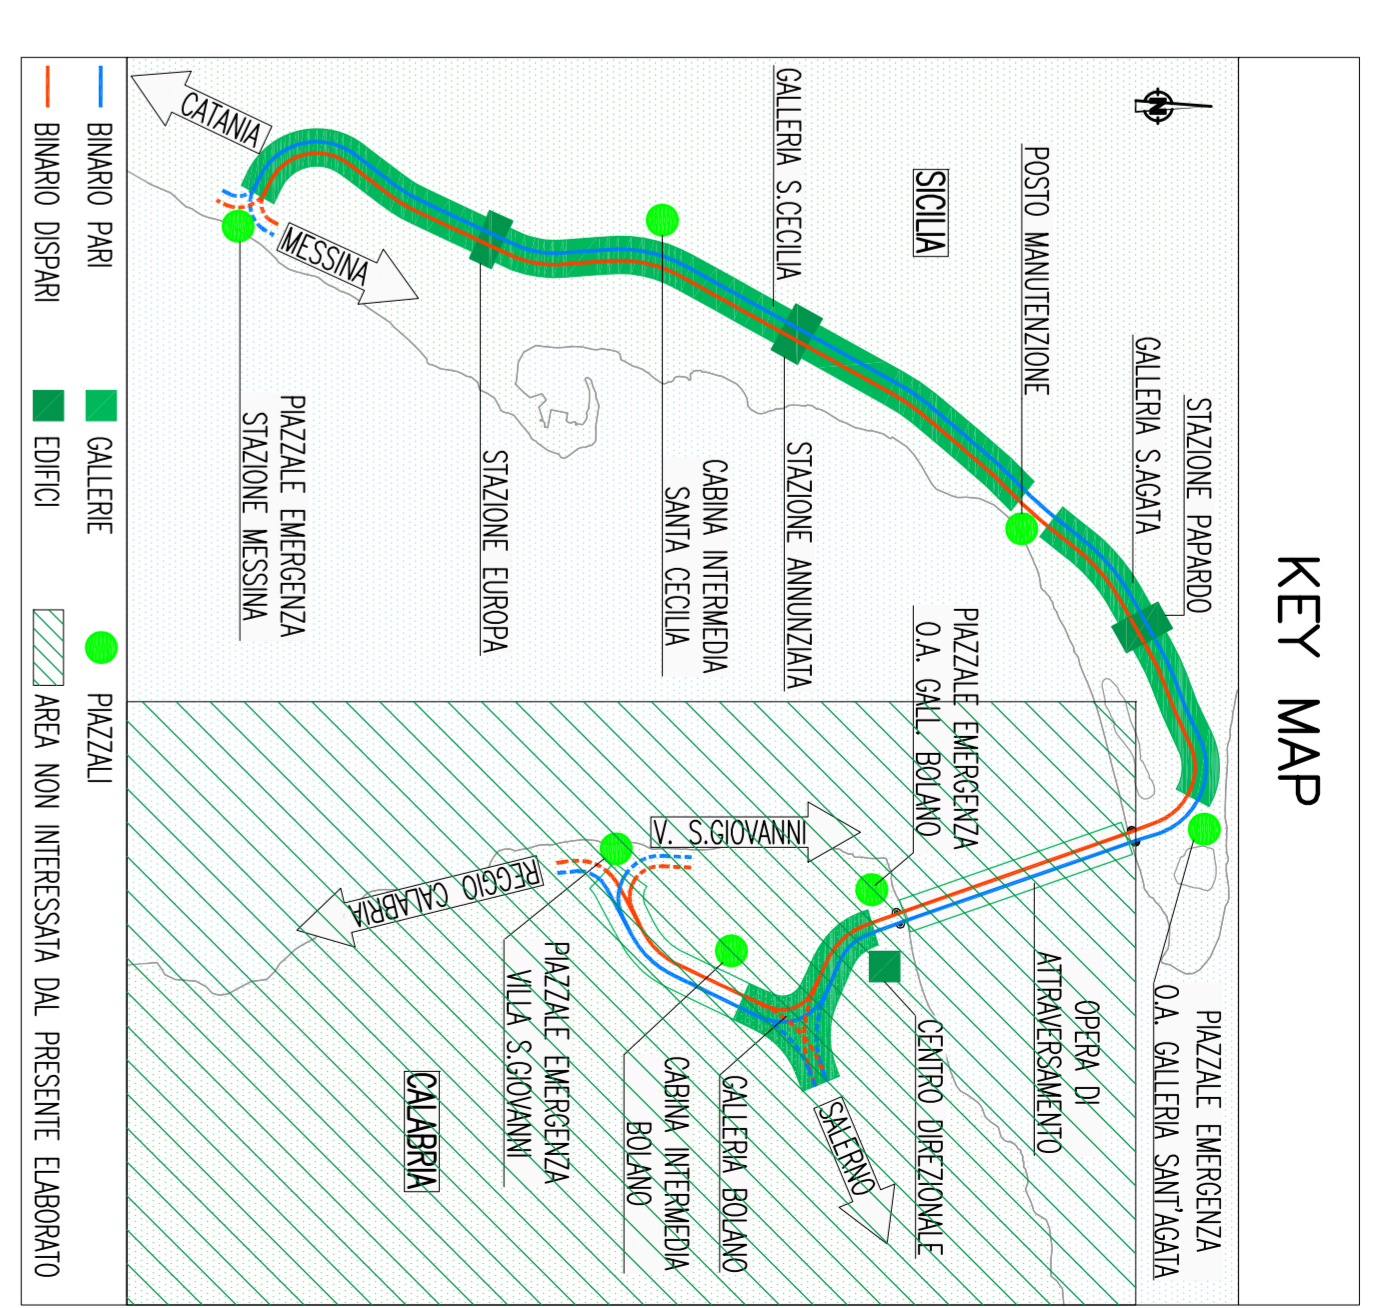 KEY MAP
N
SICILIA
POSTO MANUTENZIONE
GALLERIA S.AGATA
STAZIONE PAPARDO
GALLERIA S.CECILIA
CATANIA
MESSINA
PIAZZALE EMERGENZA
STAZIONE MESSINA
STAZIONE EUROPA
CABINA INTERMEDIA
SANTA CECILIA
STAZIONE ANNUNZIATA
PIAZZALE EMERGENZA
O.A. GALL. BOLANO
PIAZZALE EMERGENZA
O.A. GALLERIA SANT'AGATA
OPERA DI
ATTRAVERSAMENTO
CENTRO DIREZIONALE
V. S.GIOVANNI
REGGIO CALABRIA
SALERNO
GALLERIA BOLANO
CABINA INTERMEDIA
BOLANO
PIAZZALE EMERGENZA
VILLA S.GIOVANNI
CALABRIA
BINARIO PARI
GALLERIE
PIAZZALI
BINARIO DISPARI
EDIFICI
AREA NON INTERESSATA DAL PRESENTE ELABORATO